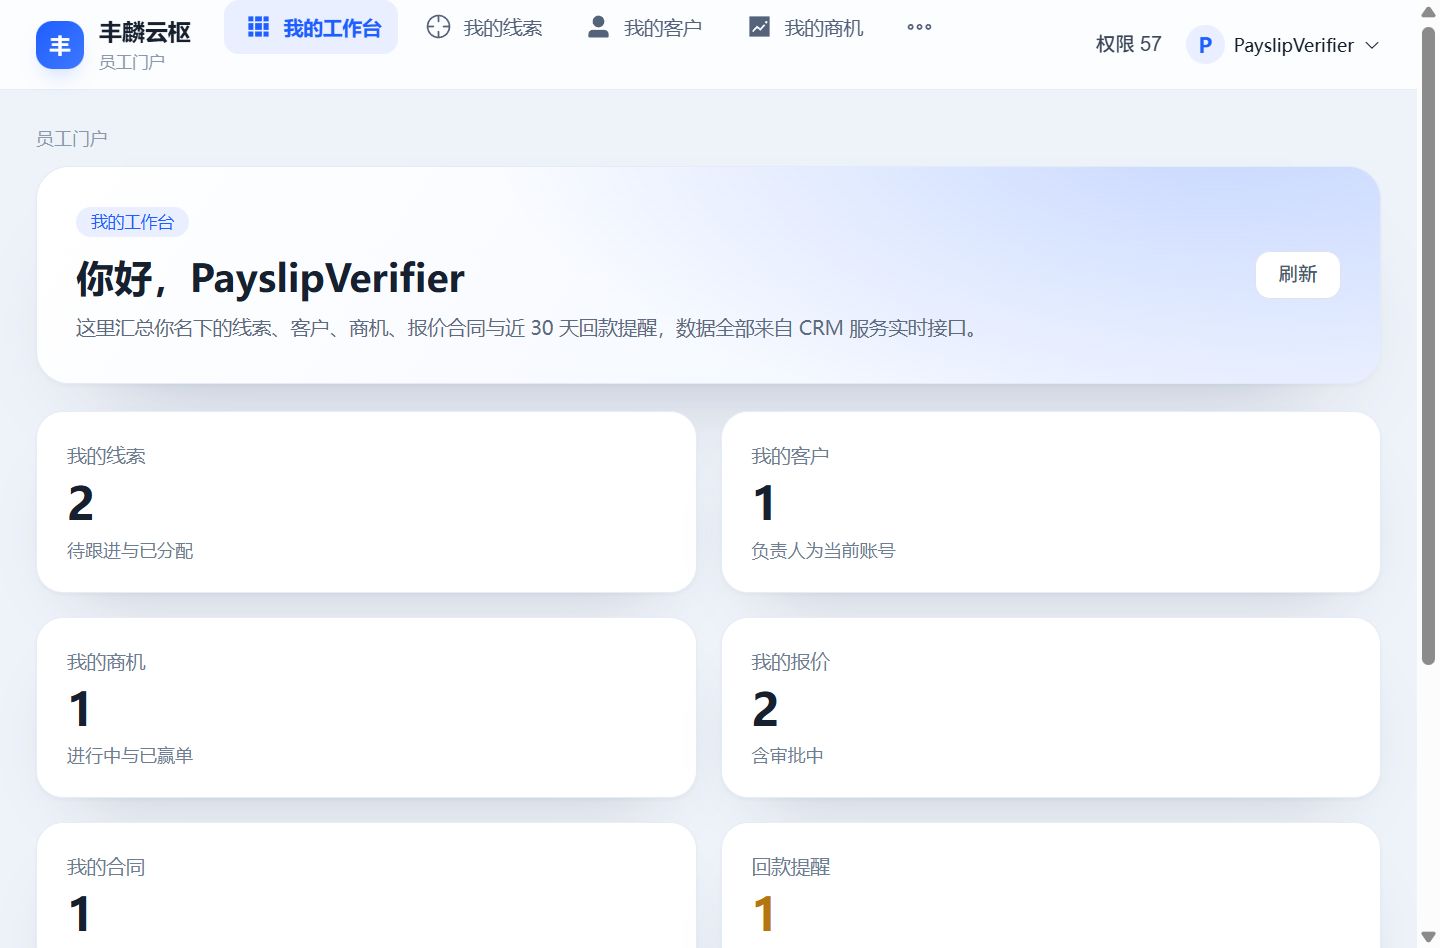 丰
丰麟云枢
员工门户
我的工作台
我的线索
我的客户
我的商机
权限 57
P
PayslipVerifier
员工门户
我的工作台
你好，PayslipVerifier
这里汇总你名下的线索、客户、商机、报价合同与近 30 天回款提醒，数据全部来自 CRM 服务实时接口。
刷新
我的线索
2
待跟进与已分配
我的客户
1
负责人为当前账号
我的商机
1
进行中与已赢单
我的报价
2
含审批中
我的合同
1
回款提醒
1